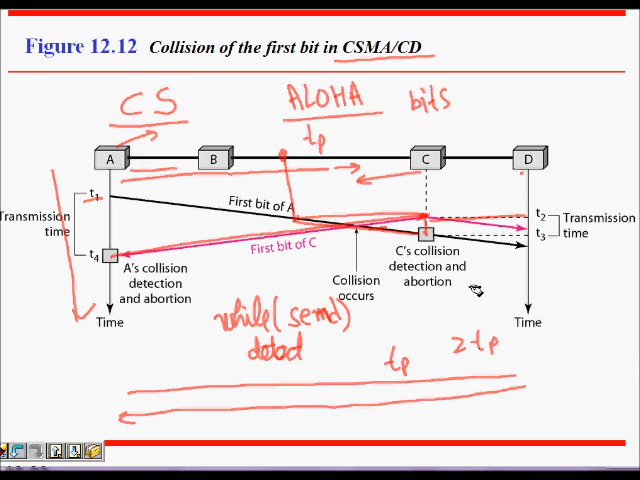 Figure 12.12 Collision of the first bit in CSMA/CD
CS
ALOHA
bits
tp
A
B
C
D
t1
First bit of A
t2
Transmission
time
t3
Transmission
time
First bit of C
t4
A's collision
detection
and abortion
Collision
occurs
C's collision
detection and
abortion
Time
Time
while(send)
tp
2tp